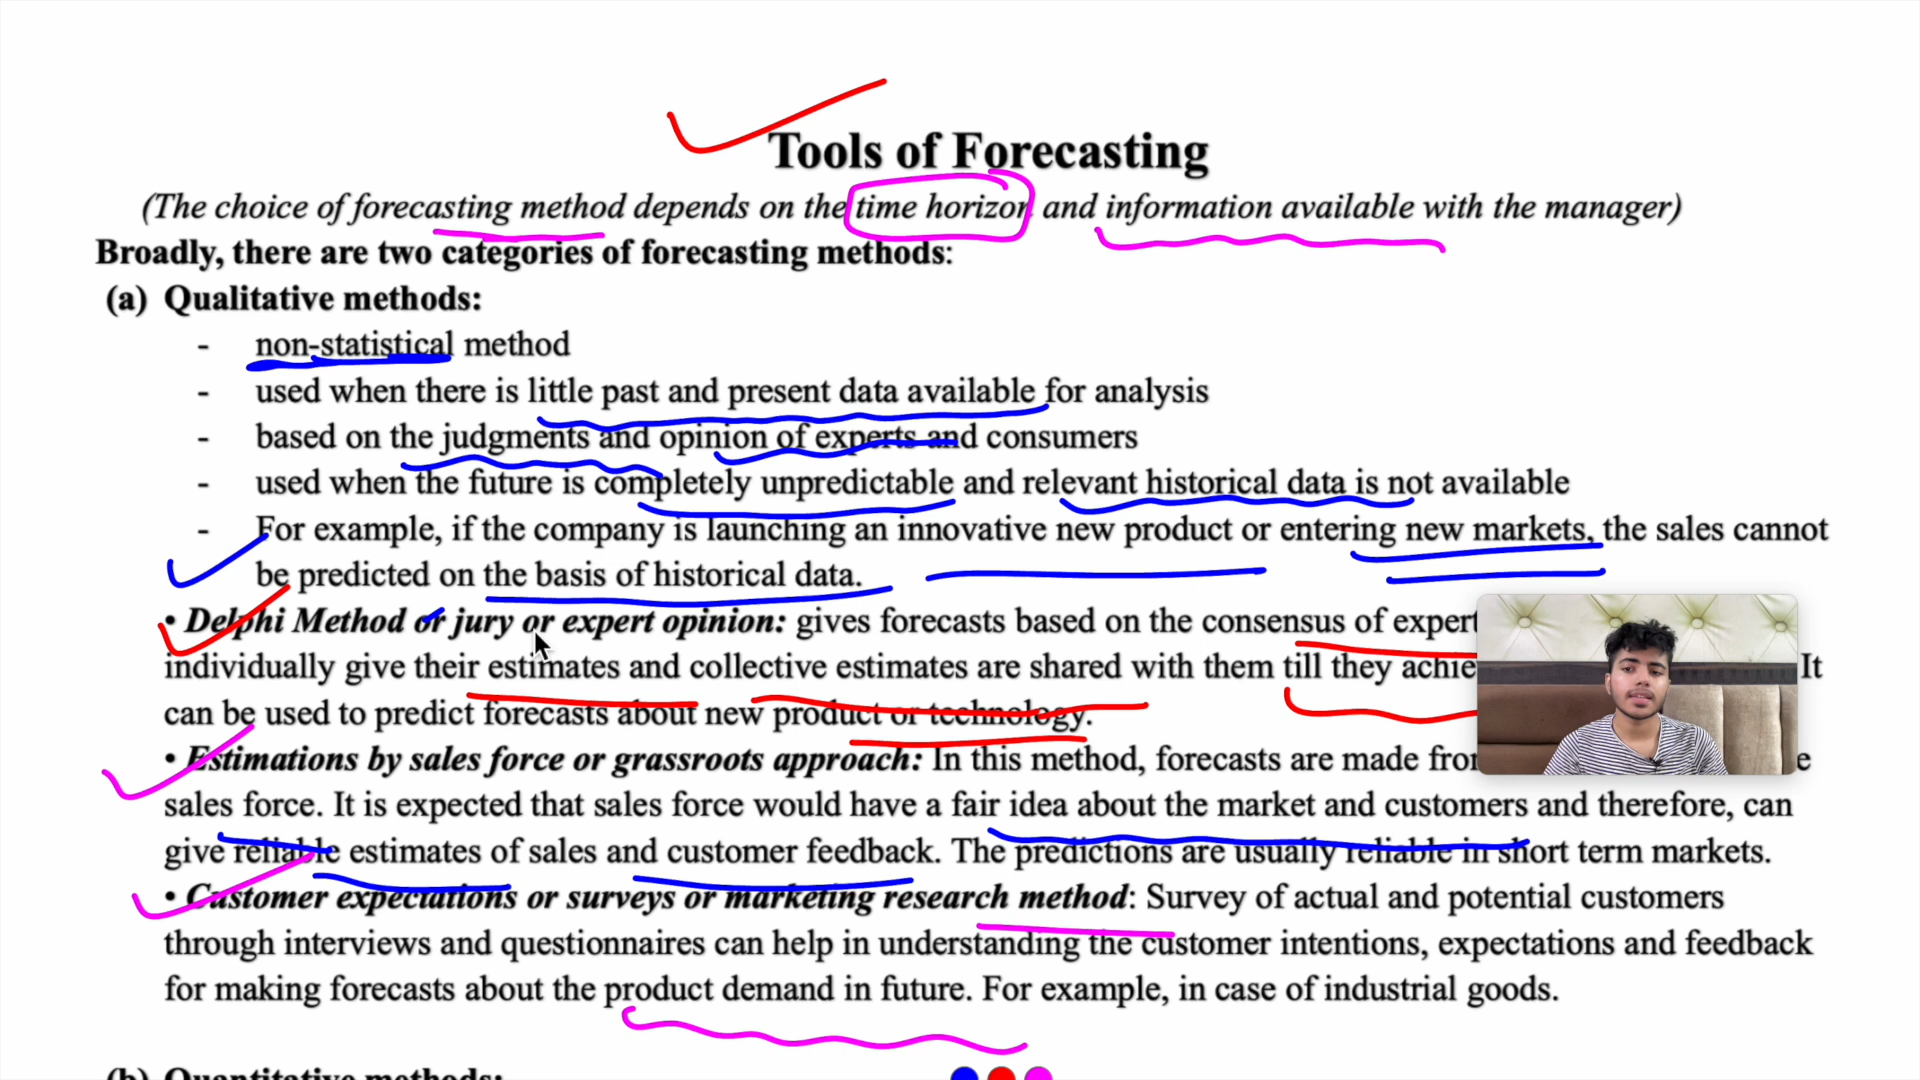 Tools of Forecasting
(The choice of forecasting method depends on the time horizon and information available with the manager)
Broadly, there are two categories of forecasting methods:
(a) Qualitative methods:
- non-statistical method
- used when there is little past and present data available for analysis
- based on the judgments and opinion of experts and consumers
- used when the future is completely unpredictable and relevant historical data is not available
- For example, if the company is launching an innovative new product or entering new markets, the sales cannot
be predicted on the basis of historical data.
• Delphi Method or jury or expert opinion: gives forecasts based on the consensus of
individually give their estimates and collective estimates are shared with them till they It
can be used to predict forecasts about new product or technology.
• Estimations by sales force or grassroots approach: In this method, forecasts are made
sales force. It is expected that sales force would have a fair idea about the market and customers and therefore, can
give reliable estimates of sales and customer feedback. The predictions are usually reliable in short term markets.
• Customer expectations or surveys or marketing research method: Survey of actual and potential customers
through interviews and questionnaires can help in understanding the customer intentions, expectations and feedback
for making forecasts about the product demand in future. For example, in case of industrial goods.
(b) Quantitative methods: